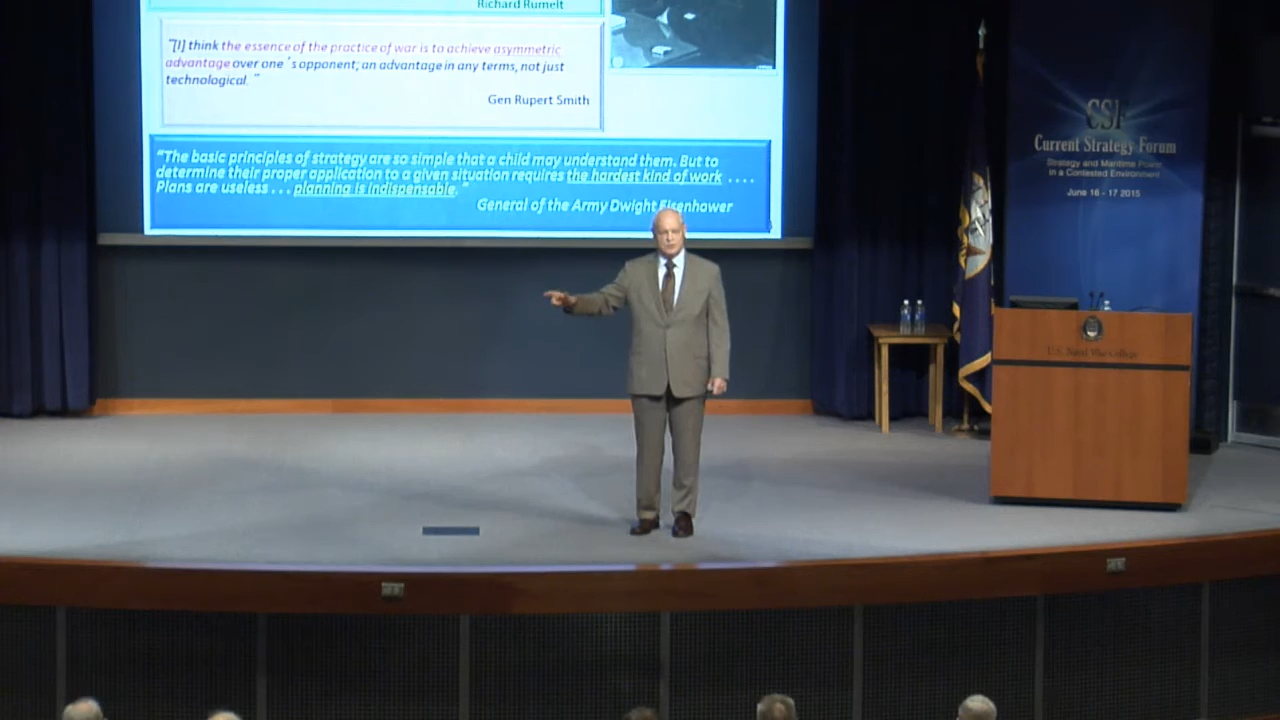 Richard Rumelt
"[I] think the essence of the practice of war is to achieve asymmetric
advantage over one's opponent; an advantage in any terms, not just
technological. "
Gen Rupert Smith
"The basic principles of strategy are so simple that a child may understand them. But to
determine their proper application to a given situation requires the hardest kind of work . . . .
Plans are useless . . . planning is indispensable. "
General of the Army Dwight Eisenhower
CSF
Current Strategy Forum
Strategy and Maritime Power
in a Contested Environment
June 16 - 17 2015
U.S. Naval War College